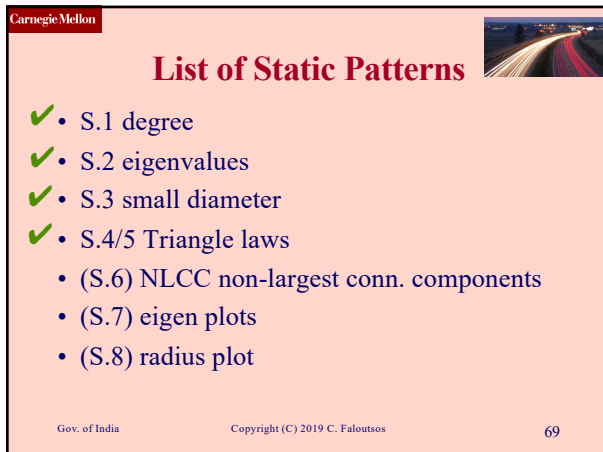 Carnegie Mellon
List of Static Patterns
✔ • S.1 degree
✔ • S.2 eigenvalues
✔ • S.3 small diameter
✔ • S.4/5 Triangle laws
• (S.6) NLCC non-largest conn. components
• (S.7) eigen plots
• (S.8) radius plot
Gov. of India Copyright (C) 2019 C. Faloutsos 69